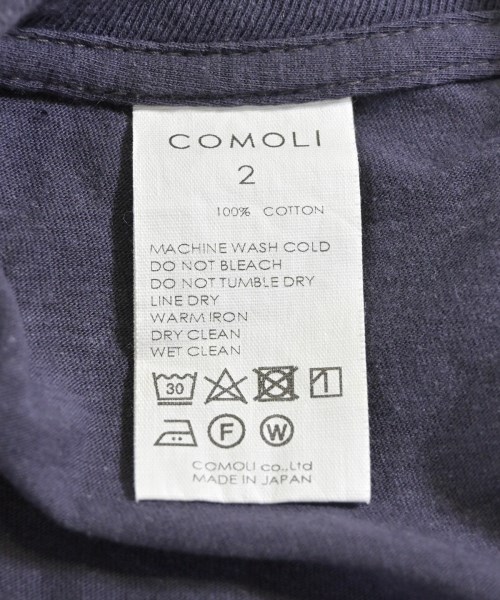 COMOLI
2
100% COTTON
MACHINE WASH COLD
DO NOT BLEACH
DO NOT TUMBLE DRY
LINE DRY
WARM IRON
DRY CLEAN
WET CLEAN
30
F W
COMOLI co.,Ltd
MADE IN JAPAN